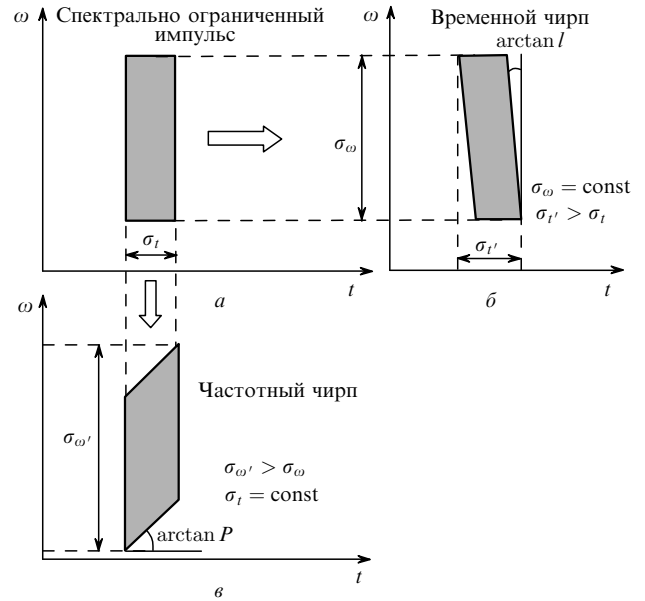 ω
Спектрально ограниченный
импульс
σ_t
t
а
ω
Временной чирп
arctan l
σ_ω
σ_ω = const
σ_t' > σ_t
σ_t'
t
б
ω
Частотный чирп
σ_ω'
σ_ω' > σ_ω
σ_t = const
arctan P
t
в